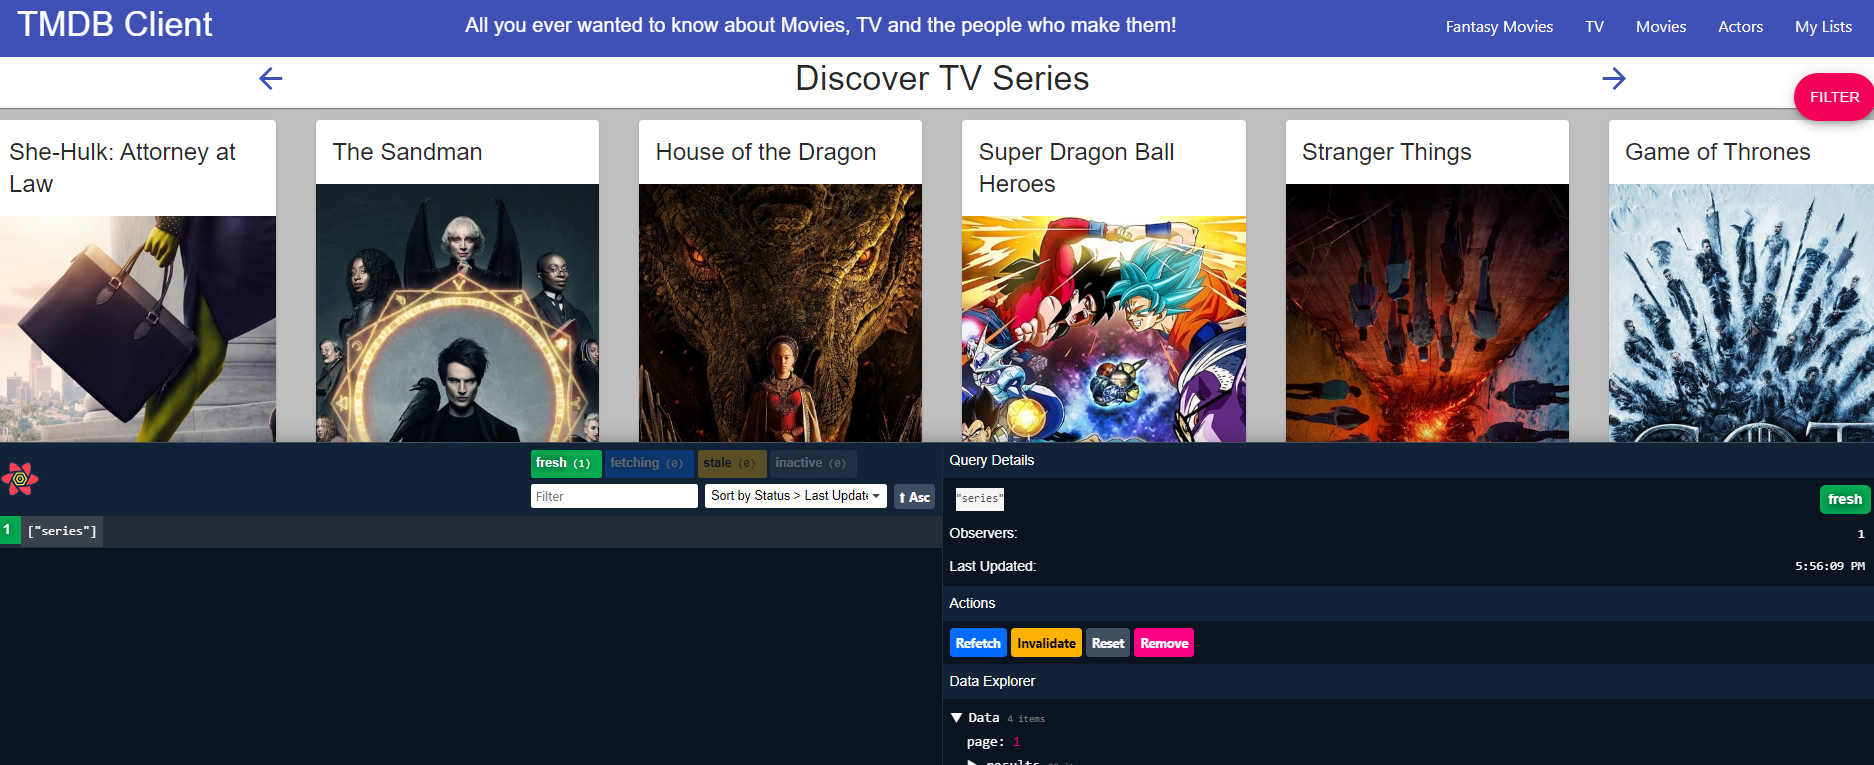 TMDB Client
All you ever wanted to know about Movies, TV and the people who make them!
Fantasy Movies TV Movies Actors My Lists
Discover TV Series
FILTER
She-Hulk: Attorney at
Law
The Sandman
House of the Dragon
Super Dragon Ball
Heroes
Stranger Things
Game of Thrones
fresh (1) fetching (0) stale (0) inactive (0)
Filter
Sort by Status > Last Update
Asc
1 ["series"]
Query Details
"series"
fresh
Observers: 1
Last Updated: 5:56:09 PM
Actions
Refetch Invalidate Reset Remove
Data Explorer
▼ Data 4 items
page: 1
results